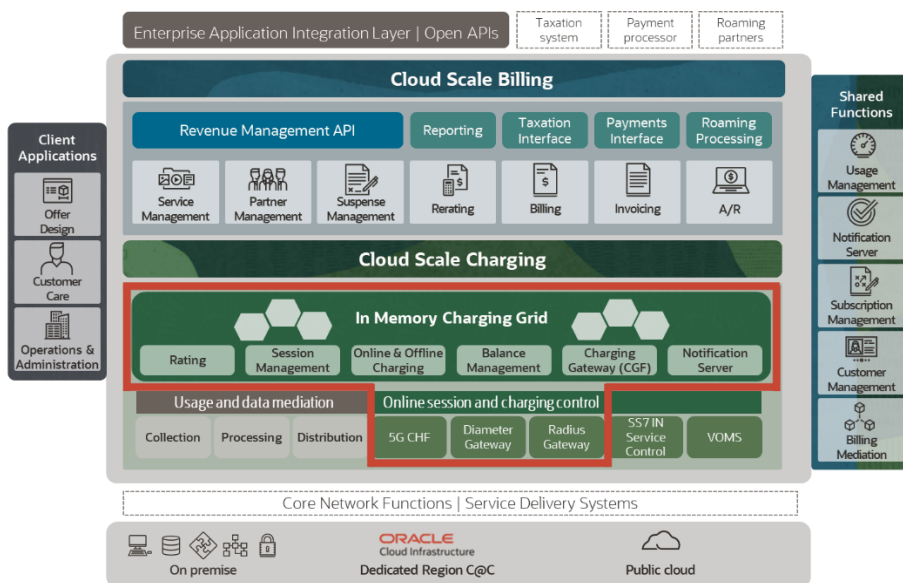 Enterprise Application Integration Layer | Open APIs
Taxation
system
Payment
processor
Roaming
partners
Cloud Scale Billing
Client
Applications
Offer
Design
Customer
Care
Operations &
Administration
Revenue Management API
Reporting
Taxation
Interface
Payments
Interface
Roaming
Processing
Service
Management
Partner
Management
Suspense
Management
Rerating
Billing
Invoicing
A/R
Cloud Scale Charging
In Memory Charging Grid
Rating
Session
Management
Online & Offline
Charging
Balance
Management
Charging
Gateway (CGF)
Notification
Server
Usage and data mediation
Online session and charging control
Collection
Processing
Distribution
5G CHF
Diameter
Gateway
Radius
Gateway
SS7 IN
Service
Control
VOMS
Shared
Functions
Usage
Management
Notification
Server
Subscription
Management
Customer
Management
Billing
Mediation
Core Network Functions | Service Delivery Systems
On premise
ORACLE
Cloud Infrastructure
Dedicated Region C@C
Public cloud